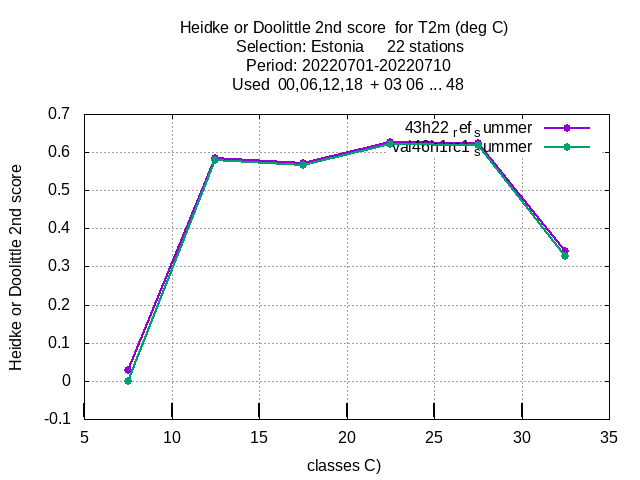 Heidke or Doolittle 2nd score for T2m (deg C)
Selection: Estonia 22 stations
Period: 20220701-20220710
Used 00,06,12,18 + 03 06 ... 48
43h22 ref summer
val46h1rc1 summer
Heidke or Doolittle 2nd score
0.7
0.6
0.5
0.4
0.3
0.2
0.1
0
-0.1
5 10 15 20 25 30 35
classes C)